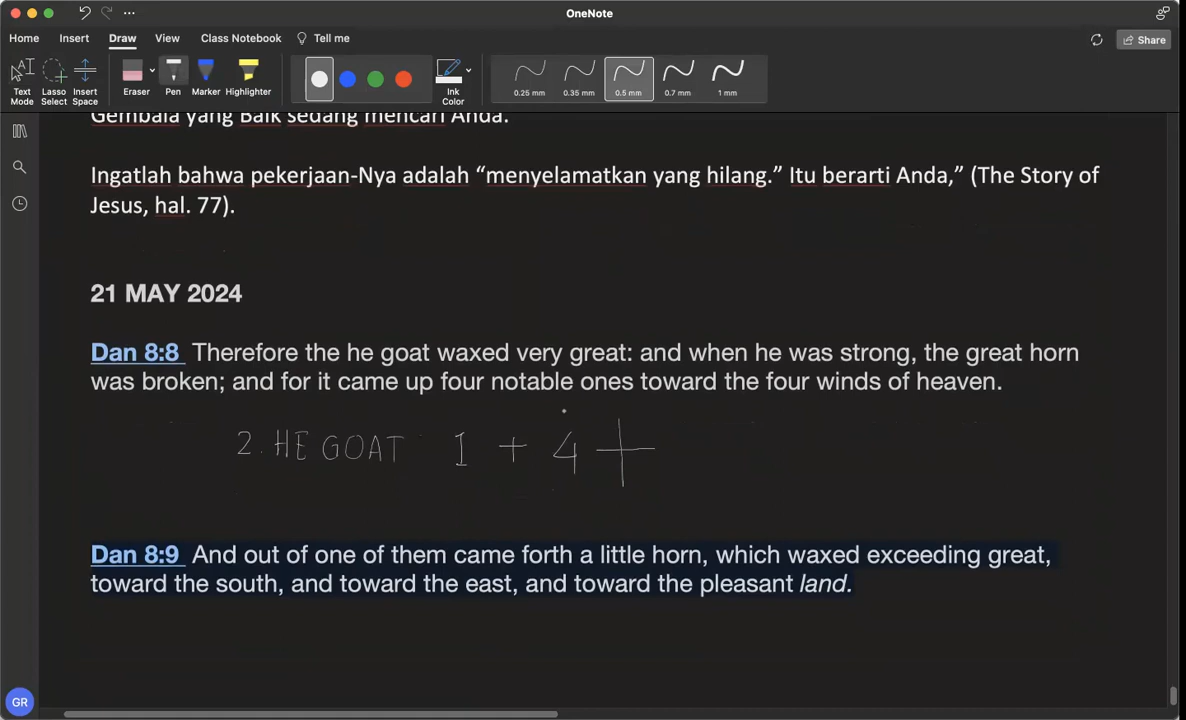 OneNote
Home Insert Draw View Class Notebook Tell me
Share
Text Mode
Lasso Select
Insert Space
Eraser
Pen
Marker
Highlighter
Ink Color
0.25 mm
0.35 mm
0.5 mm
0.7 mm
1 mm
Gembala yang Baik sedang mencari Anda.
Ingatlah bahwa pekerjaan-Nya adalah “menyelamatkan yang hilang.” Itu berarti Anda,” (The Story of
Jesus, hal. 77).
21 MAY 2024
Dan 8:8 Therefore the he goat waxed very great: and when he was strong, the great horn
was broken; and for it came up four notable ones toward the four winds of heaven.
2. HE GOAT 1 + 4 +
Dan 8:9 And out of one of them came forth a little horn, which waxed exceeding great,
toward the south, and toward the east, and toward the pleasant land.
GR